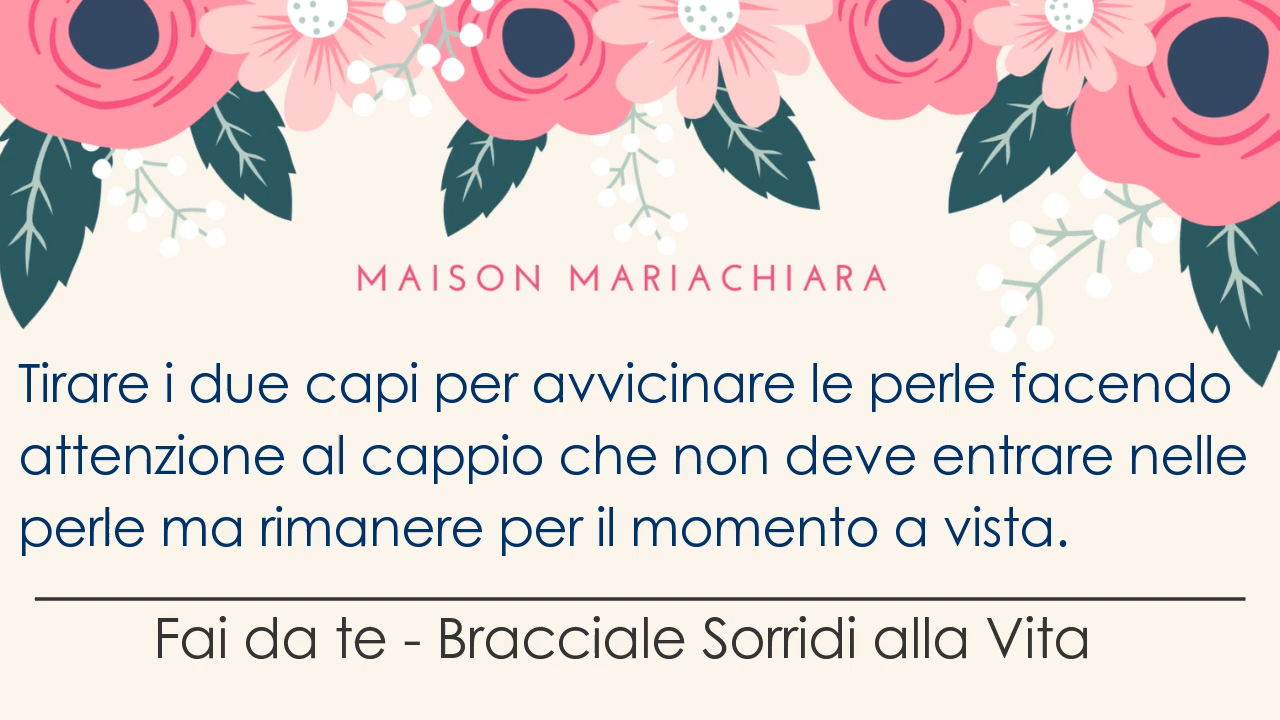 MAISON MARIACHIARA
Tirare i due capi per avvicinare le perle facendo
attenzione al cappio che non deve entrare nelle
perle ma rimanere per il momento a vista.
Fai da te - Bracciale Sorridi alla Vita